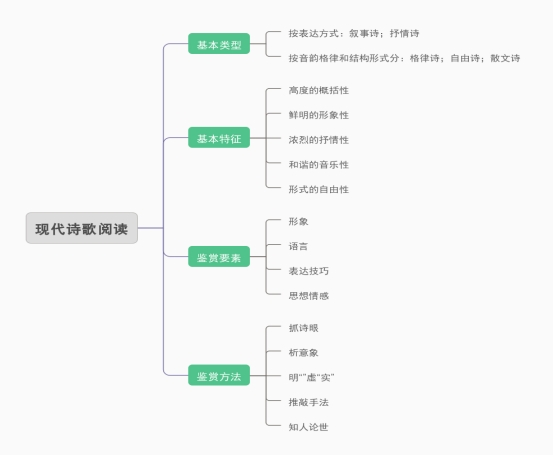 现代诗歌阅读
基本类型
按表达方式：叙事诗；抒情诗
按音韵格律和结构形式分：格律诗；自由诗；散文诗
基本特征
高度的概括性
鲜明的形象性
浓烈的抒情性
和谐的音乐性
形式的自由性
鉴赏要素
形象
语言
表达技巧
思想情感
鉴赏方法
抓诗眼
析意象
明“”虚“实”
推敲手法
知人论世